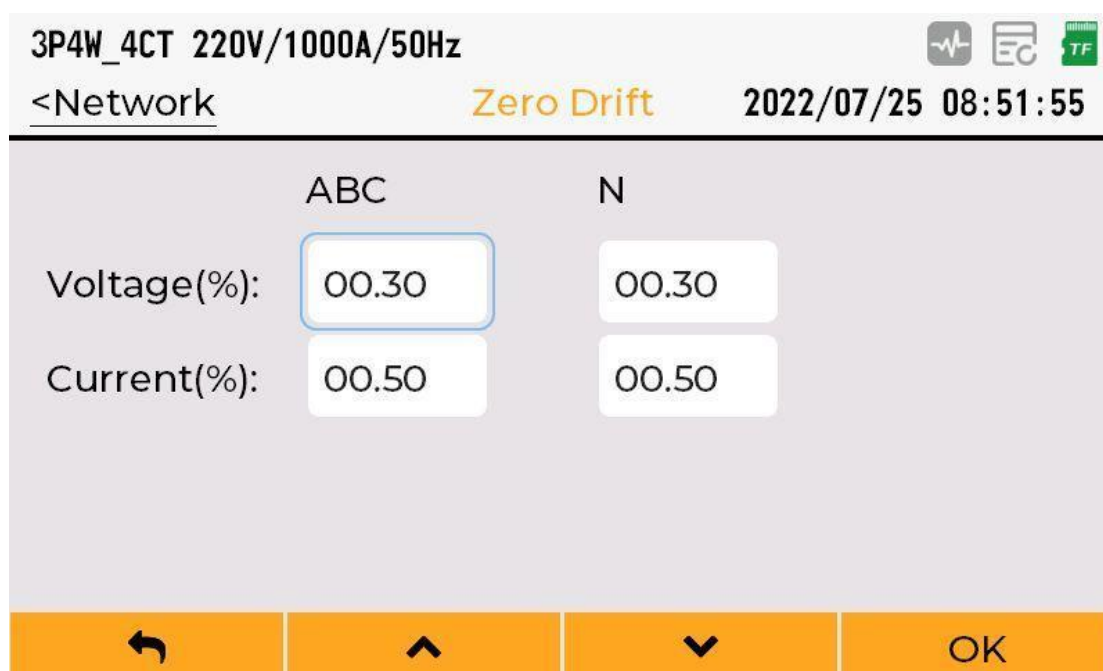 3P4W_4CT 220V/1000A/50Hz
TF
<Network Zero Drift 2022/07/25 08:51:55
ABC N
Voltage(%): 00.30 00.30
Current(%): 00.50 00.50
OK